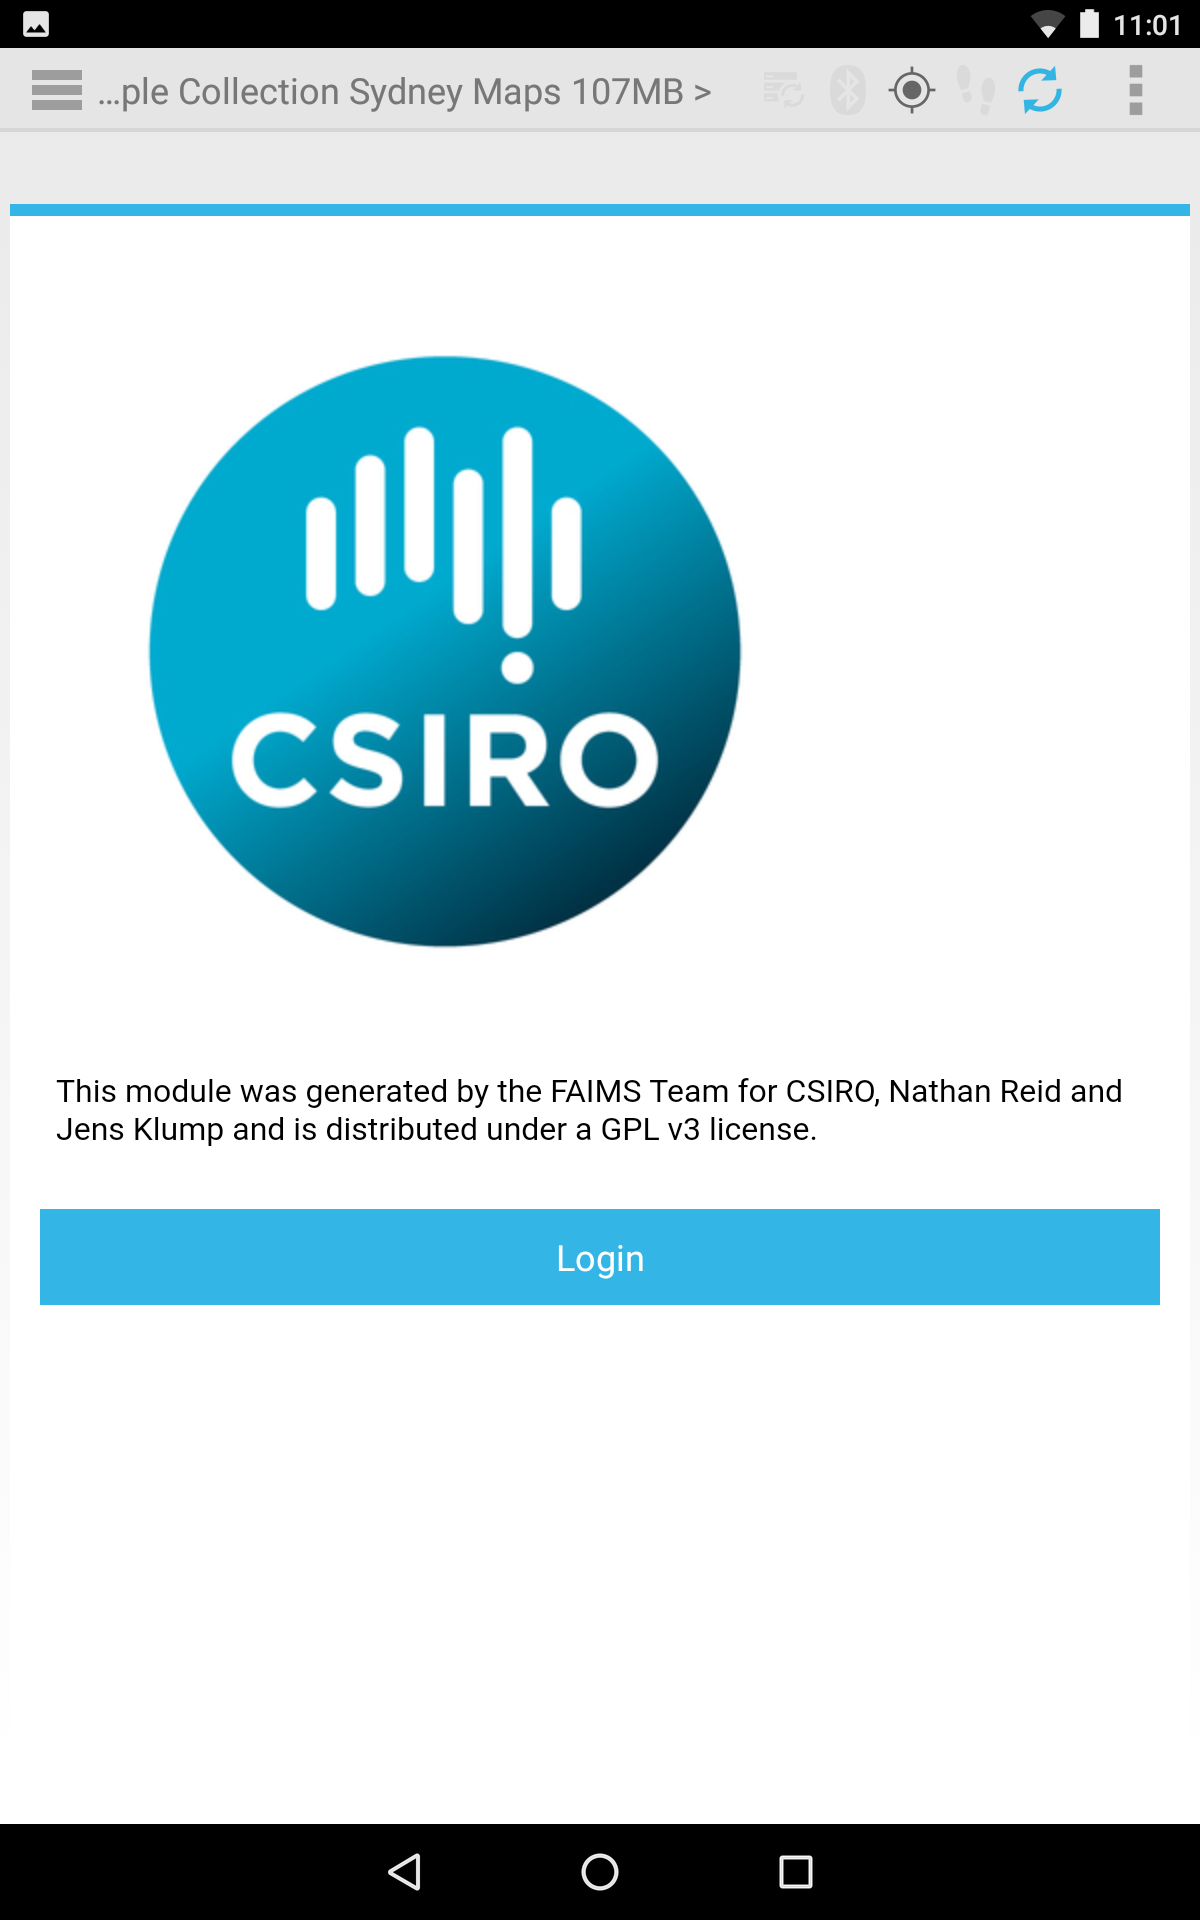 11:01
...ple Collection Sydney Maps 107MB >
CSIRO
This module was generated by the FAIMS Team for CSIRO, Nathan Reid and
Jens Klump and is distributed under a GPL v3 license.
Login